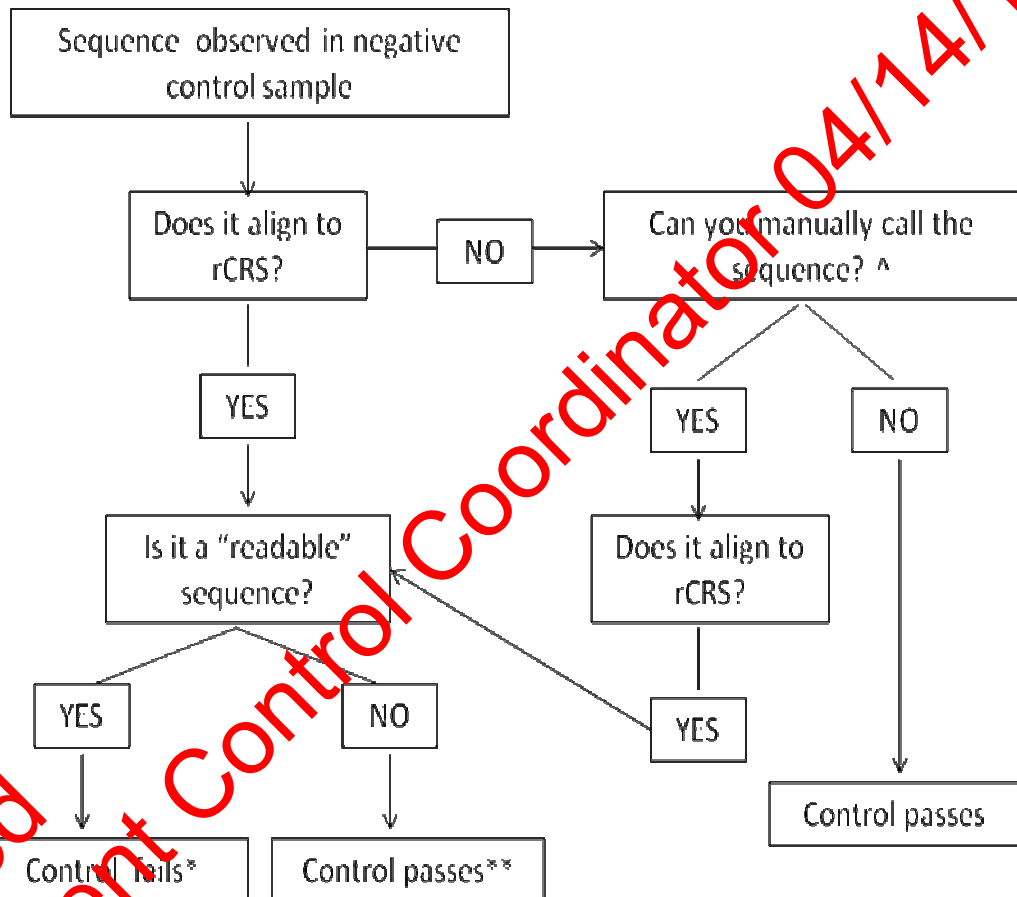 Sequence observed in negative
control sample
Does it align to
rCRS?
NO
Can you manually call the
sequence? ^
YES
YES
NO
Is it a "readable"
sequence?
Does it align to
rCRS?
YES
NO
YES
Control passes
Control fails*
Control passes**
Control Coordinator 04/14/